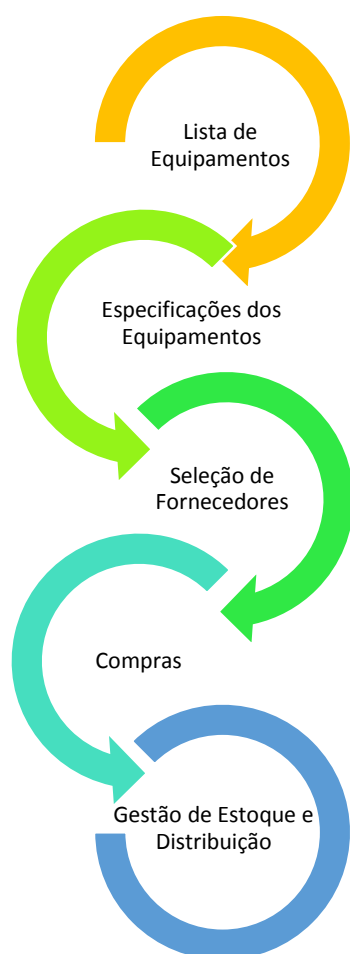 Lista de
Equipamentos
Especificações dos
Equipamentos
Seleção de
Fornecedores
Compras
Gestão de Estoque e
Distribuição